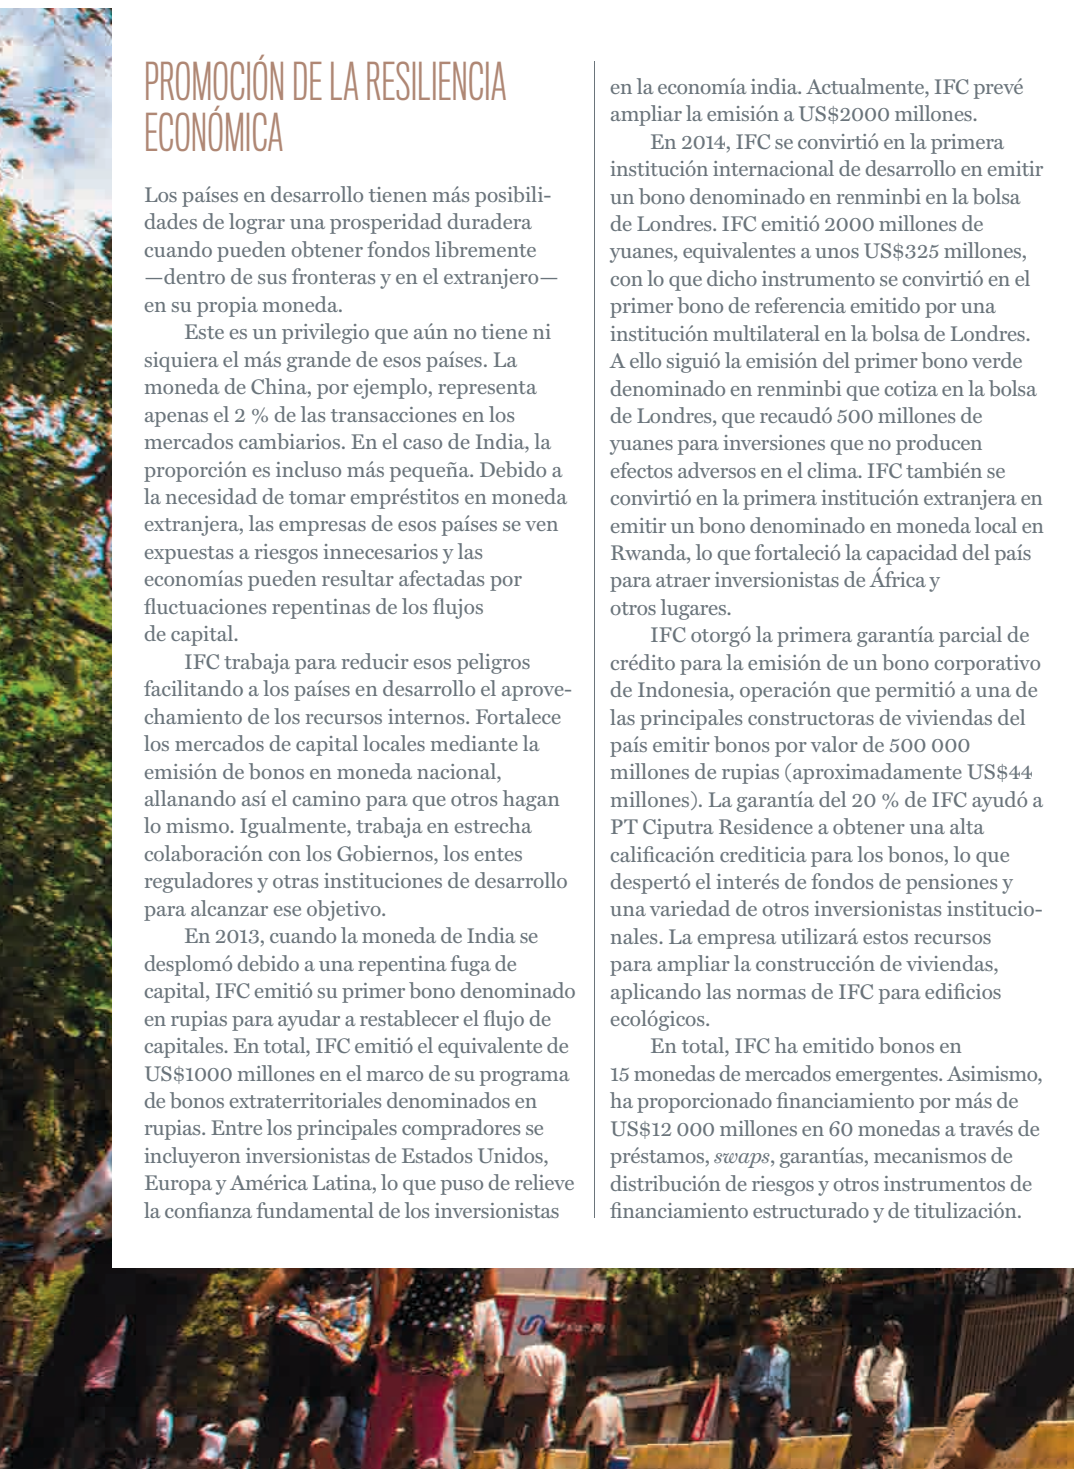 PROMOCIÓN DE LA RESILIENCIA
ECONÓMICA
Los países en desarrollo tienen más posibili-
dades de lograr una prosperidad duradera
cuando pueden obtener fondos libremente
—dentro de sus fronteras y en el extranjero—
en su propia moneda.
Este es un privilegio que aún no tiene ni
siquiera el más grande de esos países. La
moneda de China, por ejemplo, representa
apenas el 2 % de las transacciones en los
mercados cambiarios. En el caso de India, la
proporción es incluso más pequeña. Debido a
la necesidad de tomar empréstitos en moneda
extranjera, las empresas de esos países se ven
expuestas a riesgos innecesarios y las
economías pueden resultar afectadas por
fluctuaciones repentinas de los flujos
de capital.
IFC trabaja para reducir esos peligros
facilitando a los países en desarrollo el aprove-
chamiento de los recursos internos. Fortalece
los mercados de capital locales mediante la
emisión de bonos en moneda nacional,
allanando así el camino para que otros hagan
lo mismo. Igualmente, trabaja en estrecha
colaboración con los Gobiernos, los entes
reguladores y otras instituciones de desarrollo
para alcanzar ese objetivo.
En 2013, cuando la moneda de India se
desplomó debido a una repentina fuga de
capital, IFC emitió su primer bono denominado
en rupias para ayudar a restablecer el flujo de
capitales. En total, IFC emitió el equivalente de
US$1000 millones en el marco de su programa
de bonos extraterritoriales denominados en
rupias. Entre los principales compradores se
incluyeron inversionistas de Estados Unidos,
Europa y América Latina, lo que puso de relieve
la confianza fundamental de los inversionistas
en la economía india. Actualmente, IFC prevé
ampliar la emisión a US$2000 millones.
En 2014, IFC se convirtió en la primera
institución internacional de desarrollo en emitir
un bono denominado en renminbi en la bolsa
de Londres. IFC emitió 2000 millones de
yuanes, equivalentes a unos US$325 millones,
con lo que dicho instrumento se convirtió en el
primer bono de referencia emitido por una
institución multilateral en la bolsa de Londres.
A ello siguió la emisión del primer bono verde
denominado en renminbi que cotiza en la bolsa
de Londres, que recaudó 500 millones de
yuanes para inversiones que no producen
efectos adversos en el clima. IFC también se
convirtió en la primera institución extranjera en
emitir un bono denominado en moneda local en
Rwanda, lo que fortaleció la capacidad del país
para atraer inversionistas de África y
otros lugares.
IFC otorgó la primera garantía parcial de
crédito para la emisión de un bono corporativo
de Indonesia, operación que permitió a una de
las principales constructoras de viviendas del
país emitir bonos por valor de 500 000
millones de rupias (aproximadamente US$44
millones). La garantía del 20 % de IFC ayudó a
PT Ciputra Residence a obtener una alta
calificación crediticia para los bonos, lo que
despertó el interés de fondos de pensiones y
una variedad de otros inversionistas institucio-
nales. La empresa utilizará estos recursos
para ampliar la construcción de viviendas,
aplicando las normas de IFC para edificios
ecológicos.
En total, IFC ha emitido bonos en
15 monedas de mercados emergentes. Asimismo,
ha proporcionado financiamiento por más de
US$12 000 millones en 60 monedas a través de
préstamos, swaps, garantías, mecanismos de
distribución de riesgos y otros instrumentos de
financiamiento estructurado y de titulización.